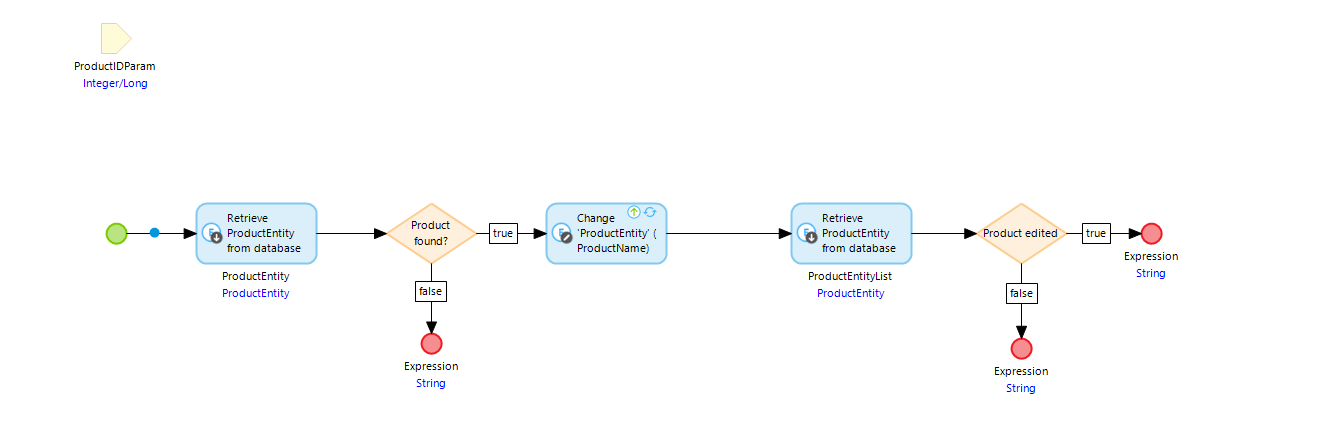 ProductIDParam
Integer/Long
Retrieve
ProductEntity
from database
ProductEntity
ProductEntity
Product
found?
true
false
Expression
String
Change
'ProductEntity' (
ProductName)
Retrieve
ProductEntity
from database
ProductEntityList
ProductEntity
Product edited
true
Expression
String
false
Expression
String